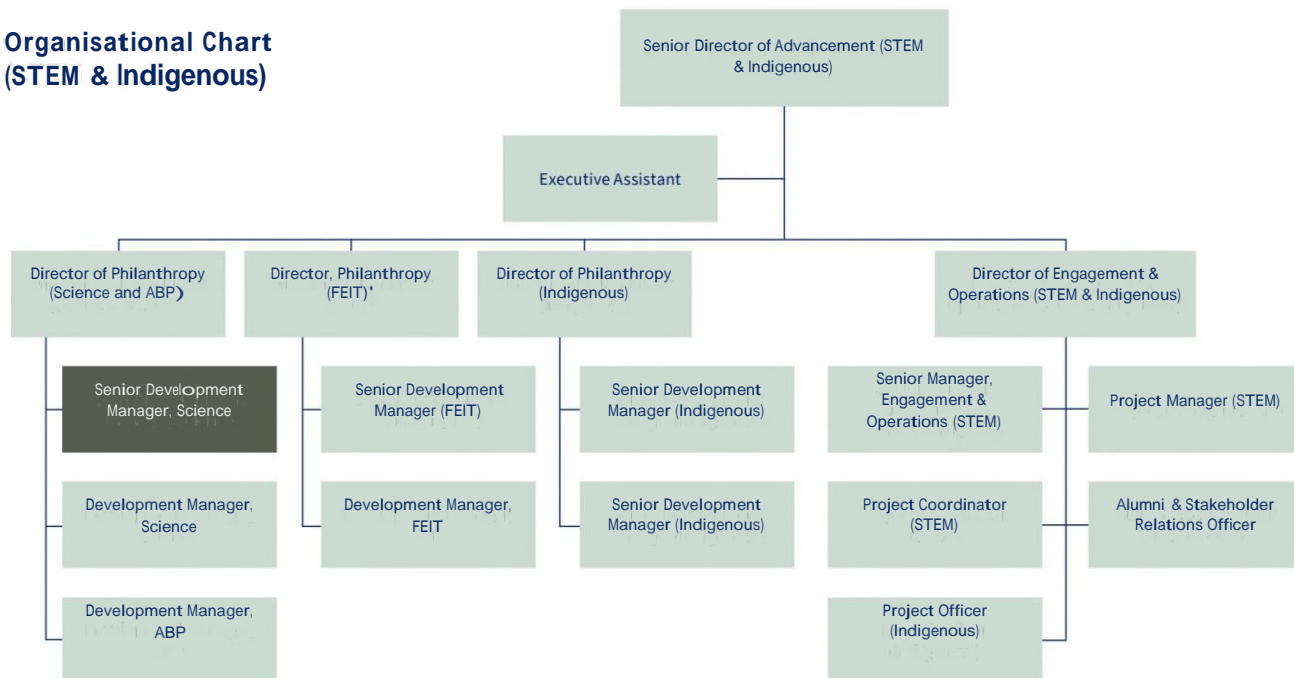 Organisational Chart
(STEM & Indigenous)
Senior Director of Advancement (STEM
& Indigenous)
Executive Assistant
Director of Philanthropy
(Science and ABP)
Director, Philanthropy
(FEIT)*
Director of Philanthropy
(Indigenous)
Director of Engagement &
Operations (STEM & Indigenous)
Senior Development
Manager, Science
Senior Development
Manager (FEIT)
Senior Development
Manager (Indigenous)
Senior Manager,
Engagement &
Operations (STEM)
Project Manager (STEM)
Development Manager,
Science
Development Manager,
FEIT
Senior Development
Manager (Indigenous)
Project Coordinator
(STEM)
Alumni & Stakeholder
Relations Officer
Development Manager,
ABP
Project Officer
(Indigenous)